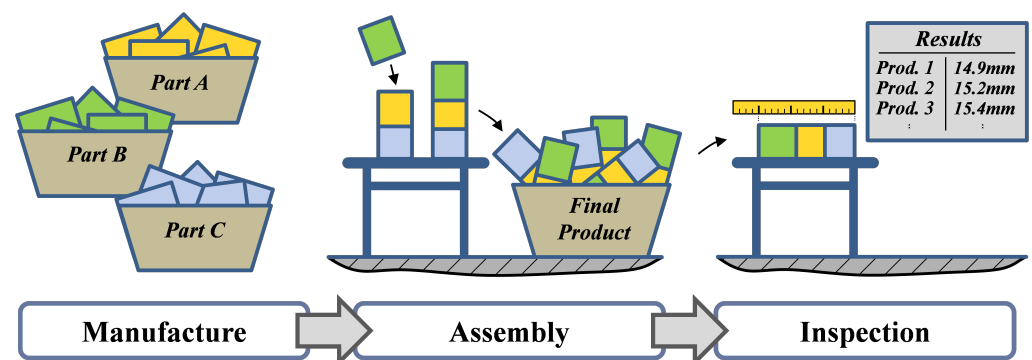 Part A
Part B
Part C
Final
Product
Results
Prod. 1 14.9mm
Prod. 2 15.2mm
Prod. 3 15.4mm
: :
Manufacture
Assembly
Inspection